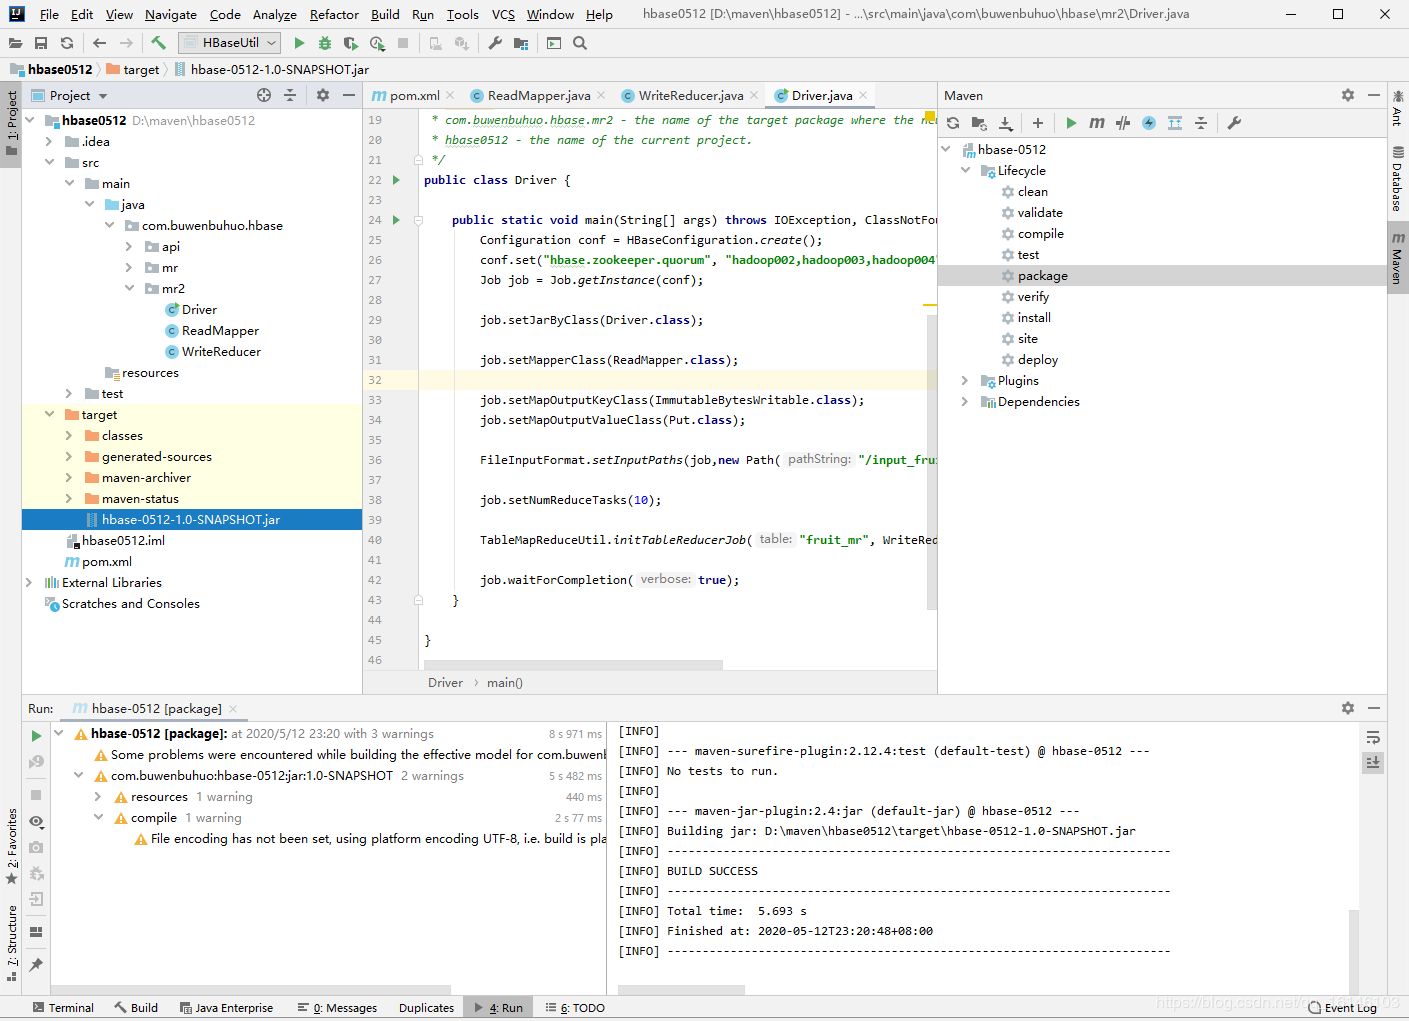 File Edit View Navigate Code Analyze Refactor Build Run Tools VCS Window Help hbase0512 [D:\maven\hbase0512] - ...\src\main\java\com\buwenbuhuo\hbase\mr2\Driver.java
HBaseUtil
hbase0512 target hbase-0512-1.0-SNAPSHOT.jar
1: Project
2: Favorites
7: Structure
Project
hbase0512 D:\maven\hbase0512
.idea
src
main
java
com.buwenbuhuo.hbase
api
mr
mr2
Driver
ReadMapper
WriteReducer
resources
test
target
classes
generated-sources
maven-archiver
maven-status
hbase-0512-1.0-SNAPSHOT.jar
hbase0512.iml
pom.xml
External Libraries
Scratches and Consoles
pom.xml ReadMapper.java WriteReducer.java Driver.java
19 * com.buwenbuhuo.hbase.mr2 - the name of the target package where the ne
20 * hbase0512 - the name of the current project.
21 */
22 public class Driver {
23
24 public static void main(String[] args) throws IOException, ClassNotFou
25 Configuration conf = HBaseConfiguration.create();
26 conf.set("hbase.zookeeper.quorum", "hadoop002,hadoop003,hadoop004"
27 Job job = Job.getInstance(conf);
28
29 job.setJarByClass(Driver.class);
30
31 job.setMapperClass(ReadMapper.class);
32
33 job.setMapOutputKeyClass(ImmutableBytesWritable.class);
34 job.setMapOutputValueClass(Put.class);
35
36 FileInputFormat.setInputPaths(job,new Path( pathString: "/input_frui
37
38 job.setNumReduceTasks(10);
39
40 TableMapReduceUtil.initTableReducerJob( table: "fruit_mr", WriteRed
41
42 job.waitForCompletion( verbose: true);
43 }
44
45 }
46
Driver main()
Maven
hbase-0512
Lifecycle
clean
validate
compile
test
package
verify
install
site
deploy
Plugins
Dependencies
Ant
Database
Maven
Run: hbase-0512 [package]
hbase-0512 [package]: at 2020/5/12 23:20 with 3 warnings 8 s 971 ms
Some problems were encountered while building the effective model for com.buwenb
com.buwenbuhuo:hbase-0512:jar:1.0-SNAPSHOT 2 warnings 5 s 482 ms
resources 1 warning 440 ms
compile 1 warning 2 s 77 ms
File encoding has not been set, using platform encoding UTF-8, i.e. build is pla
[INFO]
[INFO] --- maven-surefire-plugin:2.12.4:test (default-test) @ hbase-0512 ---
[INFO] No tests to run.
[INFO]
[INFO] --- maven-jar-plugin:2.4:jar (default-jar) @ hbase-0512 ---
[INFO] Building jar: D:\maven\hbase0512\target\hbase-0512-1.0-SNAPSHOT.jar
[INFO] ------------------------------------------------------------------------
[INFO] BUILD SUCCESS
[INFO] ------------------------------------------------------------------------
[INFO] Total time:  5.693 s
[INFO] Finished at: 2020-05-12T23:20:48+08:00
[INFO] ------------------------------------------------------------------------
Terminal Build Java Enterprise 0: Messages Duplicates 4: Run 6: TODO Event Log